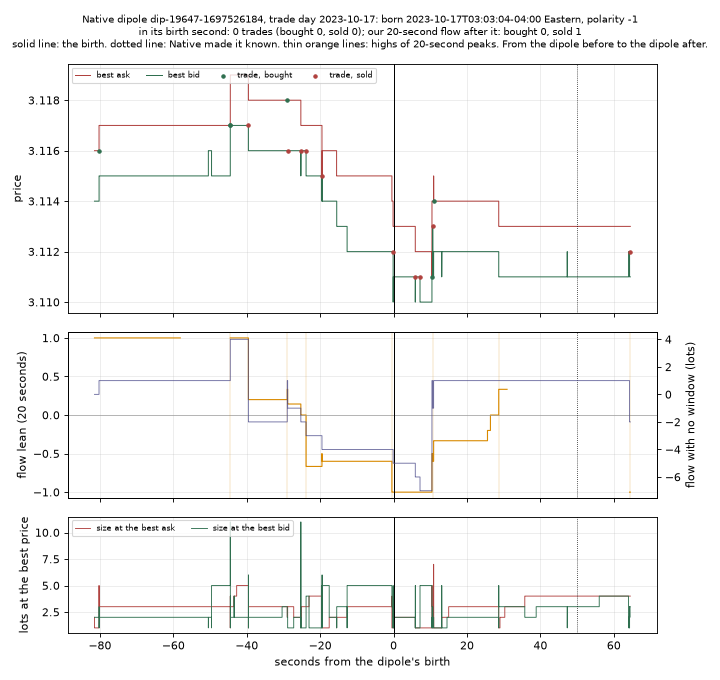 Native dipole dip-19647-1697526184, trade day 2023-10-17: born 2023-10-17T03:03:04-04:00 Eastern, polarity -1
in its birth second: 0 trades (bought 0, sold 0); our 20-second flow after it: bought 0, sold 1
solid line: the birth. dotted line: Native made it known. thin orange lines: highs of 20-second peaks. From the dipole before to the dipole after.
best ask best bid trade, bought trade, sold
3.118
3.116
3.114
3.112
3.110
price
1.0
0.5
0.0
−0.5
−1.0
flow lean (20 seconds)
4
2
0
−2
−4
−6
flow with no window (lots)
size at the best ask size at the best bid
10.0
7.5
5.0
2.5
lots at the best price
−80 −60 −40 −20 0 20 40 60
seconds from the dipole's birth